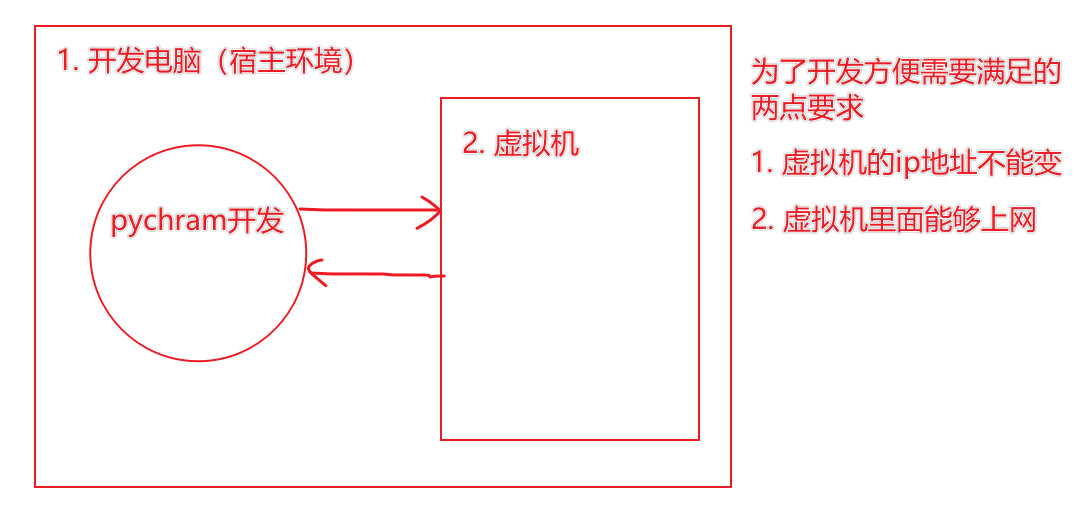 1. 开发电脑（宿主环境）
2. 虚拟机
pychram开发
为了开发方便需要满足的
两点要求
1. 虚拟机的ip地址不能变
2. 虚拟机里面能够上网